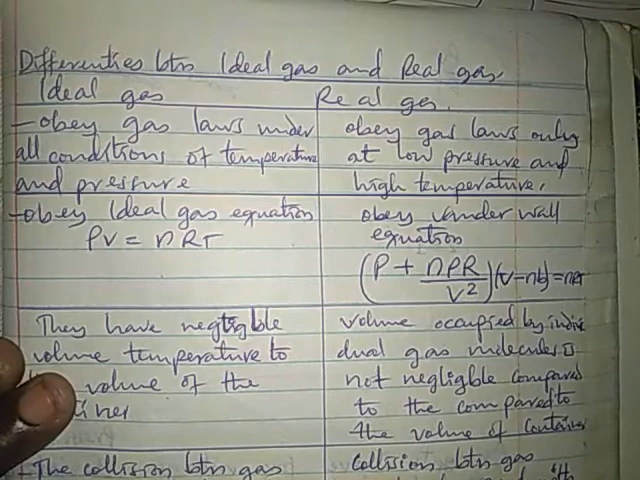 Differenties btn Ideal gas and Real gas.
Ideal gas
Real ges.
- obey gas laws under
all conditions of temperature
and pressure
obey gas laws only
at low pressure and
high temperature.
- obey Ideal gas equation
PV = nRT
obey Vander wall
equation
(P + nPR/V²)(V-nb) =
They have negligible
volume temperature to
volume of the
volume occupied by indivi
dual gas molecules
not negligible compared
to the compared to
the volume of container
- The collision btn gas
collision btn gas